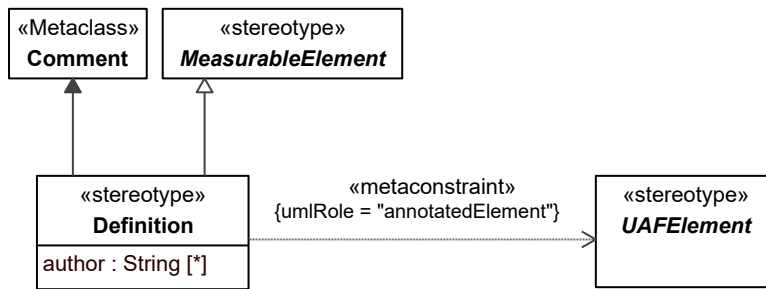 «Metaclass»
Comment
«stereotype»
MeasurableElement
«stereotype»
Definition
author : String [*]
«metaconstraint»
{umlRole = "annotatedElement"}
«stereotype»
UAFElement